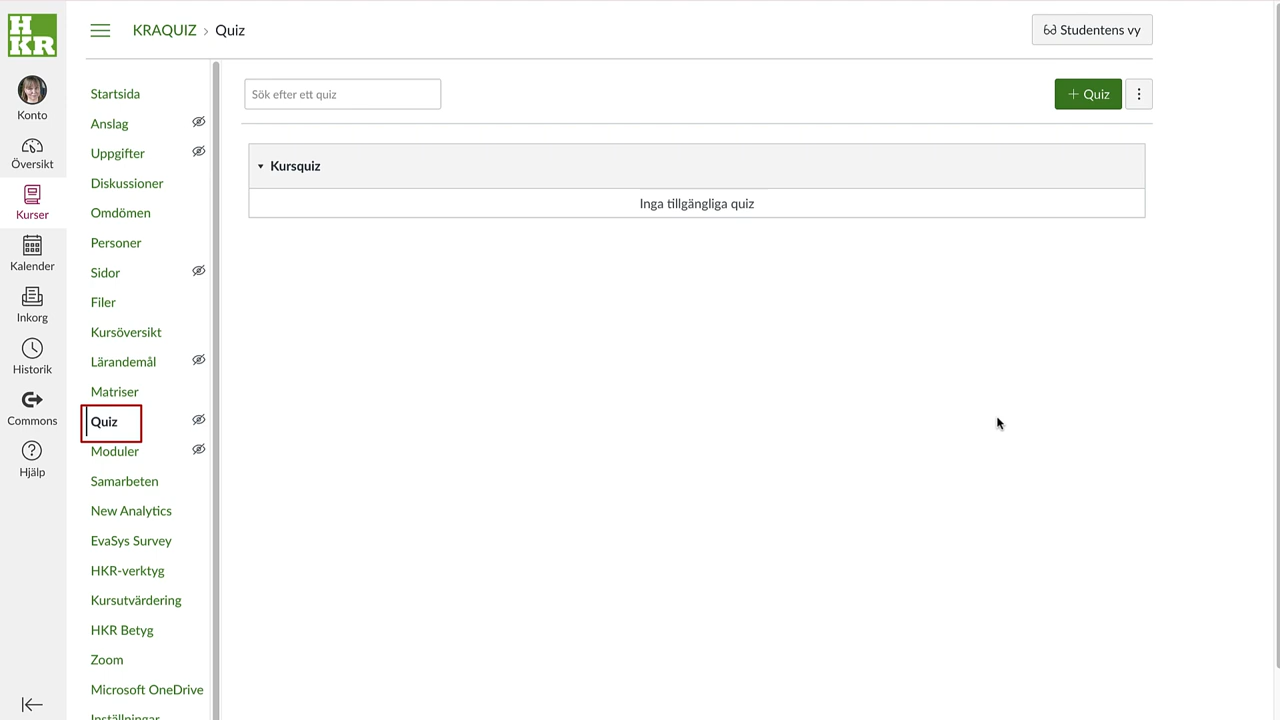 HKR
Konto
Översikt
Kurser
Kalender
Inkorg
Historik
Commons
Hjälp
KRAQUIZ › Quiz
Studentens vy
Startsida
Anslag
Uppgifter
Diskussioner
Omdömen
Personer
Sidor
Filer
Kursöversikt
Lärandemål
Matriser
Quiz
Moduler
Samarbeten
New Analytics
EvaSys Survey
HKR-verktyg
Kursutvärdering
HKR Betyg
Zoom
Microsoft OneDrive
Inställningar
Sök efter ett quiz
+ Quiz
Kursquiz
Inga tillgängliga quiz